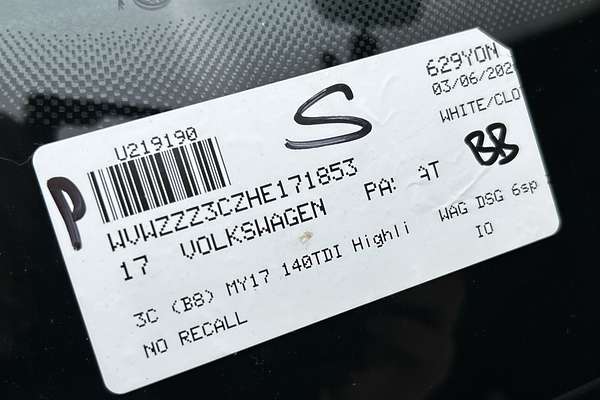 U219190
S
629YON
03/06/202
WHITE/CLO
P
WVWZZZ3CZHE171853
BB
17 VOLKSWAGEN PA: AT
3C (B8) MY17 140TDI Highli WAG DSG 6sp
NO RECALL IO